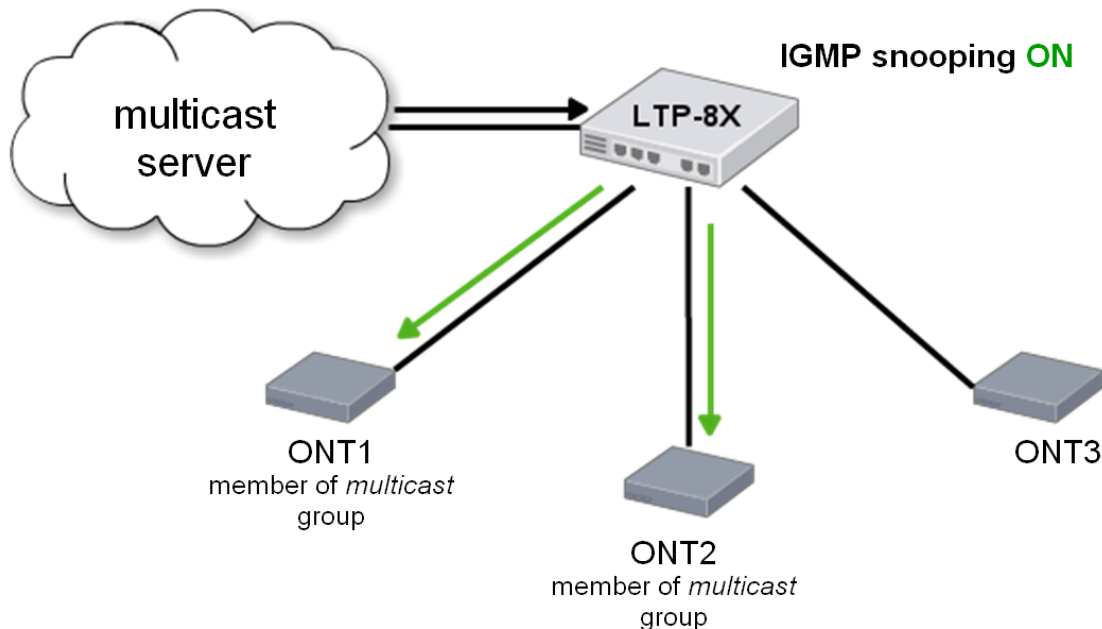 IGMP snooping ON
multicast
server
LTP-8X
ONT1
member of multicast
group
ONT3
ONT2
member of multicast
group